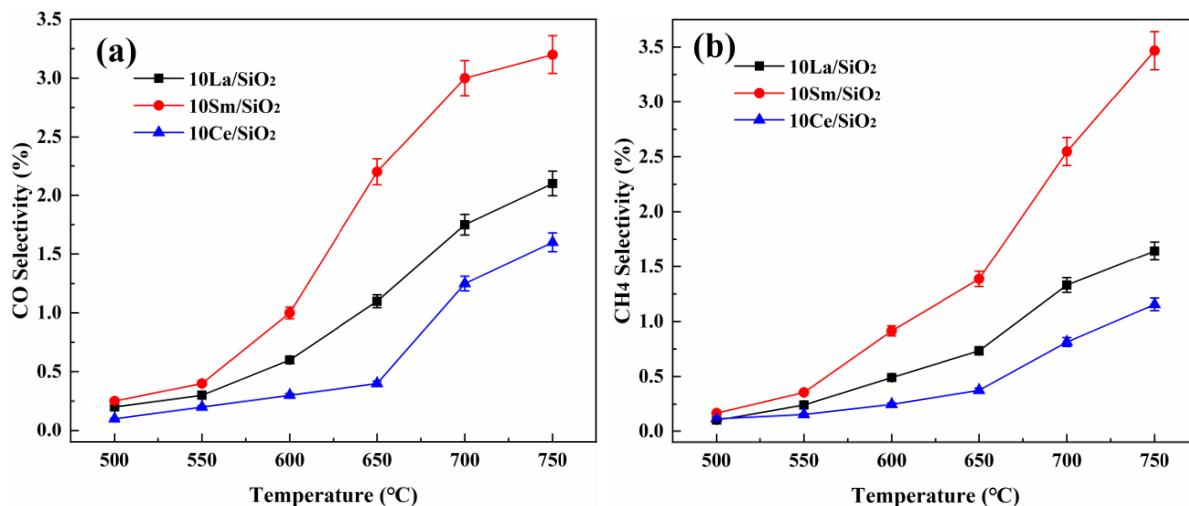 (a)
10La/SiO2
10Sm/SiO2
10Ce/SiO2
CO Selectivity (%)
3.5
3.0
2.5
2.0
1.5
1.0
0.5
0.0
500 550 600 650 700 750
Temperature (°C)
(b)
10La/SiO2
10Sm/SiO2
10Ce/SiO2
CH4 Selectivity (%)
3.5
3.0
2.5
2.0
1.5
1.0
0.5
0.0
500 550 600 650 700 750
Temperature (°C)